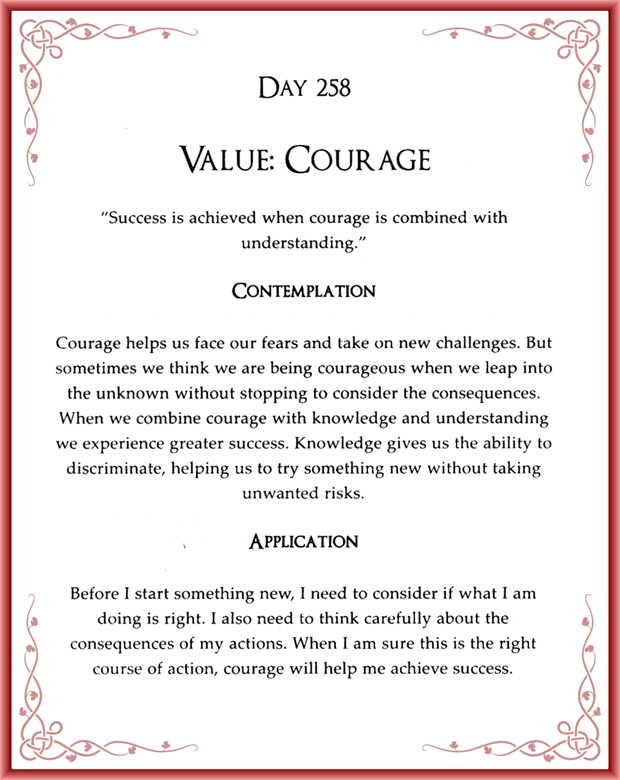 DAY 258
VALUE: COURAGE
“Success is achieved when courage is combined with
understanding.”
CONTEMPLATION
Courage helps us face our fears and take on new challenges. But
sometimes we think we are being courageous when we leap into
the unknown without stopping to consider the consequences.
When we combine courage with knowledge and understanding
we experience greater success. Knowledge gives us the ability to
discriminate, helping us to try something new without taking
unwanted risks.
APPLICATION
Before I start something new, I need to consider if what I am
doing is right. I also need to think carefully about the
consequences of my actions. When I am sure this is the right
course of action, courage will help me achieve success.